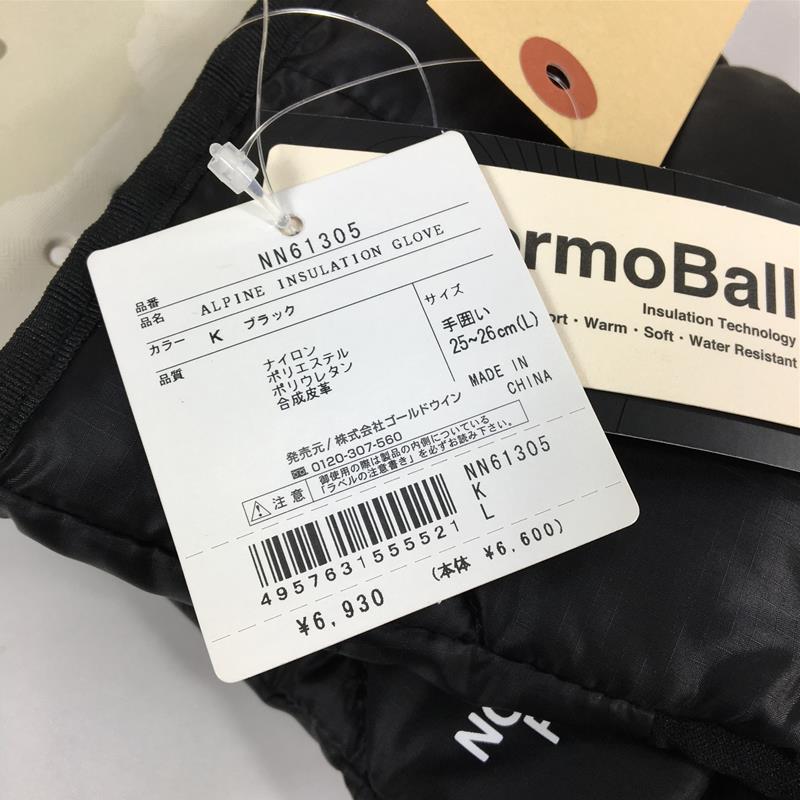 ermoBall
Insulation Technology
ort・Warm・Soft・Water Resistant
品番 NN61305
品名 ALPINE INSULATION GLOVE
カラー K ブラック
サイズ
手囲い
25~26cm(L)
品質
ナイロン
ポリエステル
ポリウレタン
合成皮革
MADE IN
CHINA
発売元/株式会社ゴールドウイン
0120-307-560
注意
御使用の際は製品の内側についている
「ラベルの注意書き」を必ずお読み下さい。
NN61305
K
L
4957631555521
¥6,930
(本体 ¥6,600)
NO
F